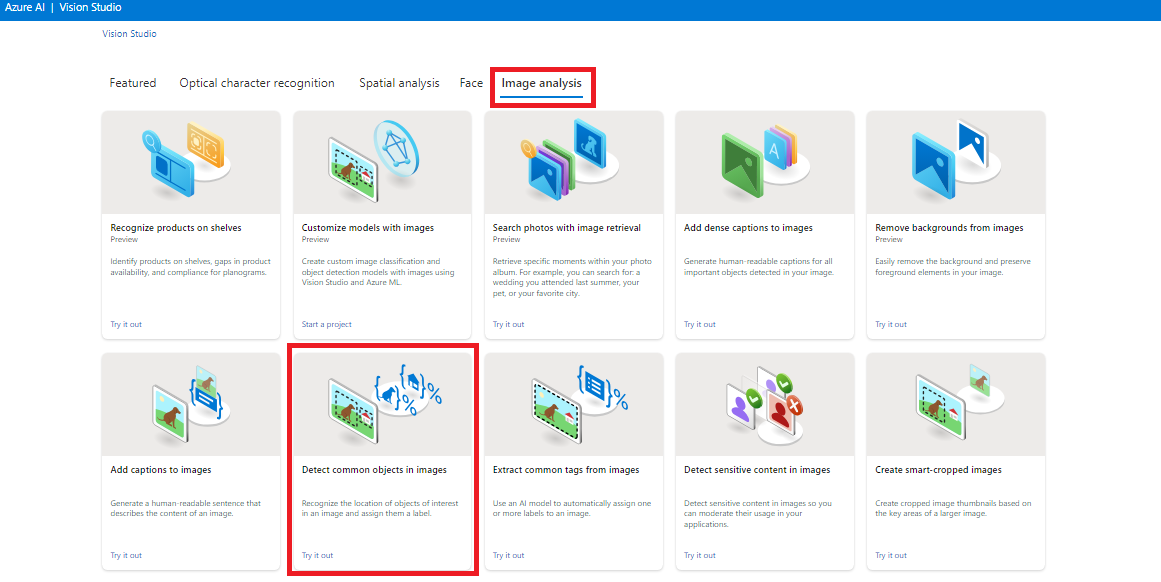 Azure AI | Vision Studio
Vision Studio
Featured
Optical character recognition
Spatial analysis
Face
Image analysis
Recognize products on shelves
Preview
Identify products on shelves, gaps in product
availability, and compliance for planograms.
Try it out
Customize models with images
Preview
Create custom image classification and
object detection models with images using
Vision Studio and Azure ML.
Start a project
Search photos with image retrieval
Preview
Retrieve specific moments within your photo
album. For example, you can search for: a
wedding you attended last summer, your
pet, or your favorite city.
Try it out
A
Add dense captions to images
Generate human-readable captions for all
important objects detected in your image.
Try it out
Remove backgrounds from images
Preview
Easily remove the background and preserve
foreground elements in your image.
Try it out
Add captions to images
Generate a human-readable sentence that
describes the content of an image.
Try it out
{ } { } % %
Detect common objects in images
Recognize the location of objects of interest
in an image and assign them a label.
Try it out
{ } %
Extract common tags from images
Use an AI model to automatically assign one
or more labels to an image.
Try it out
Detect sensitive content in images
Detect sensitive content in images so you
can moderate their usage in your
applications.
Try it out
Create smart-cropped images
Create cropped image thumbnails based on
the key areas of a larger image.
Try it out